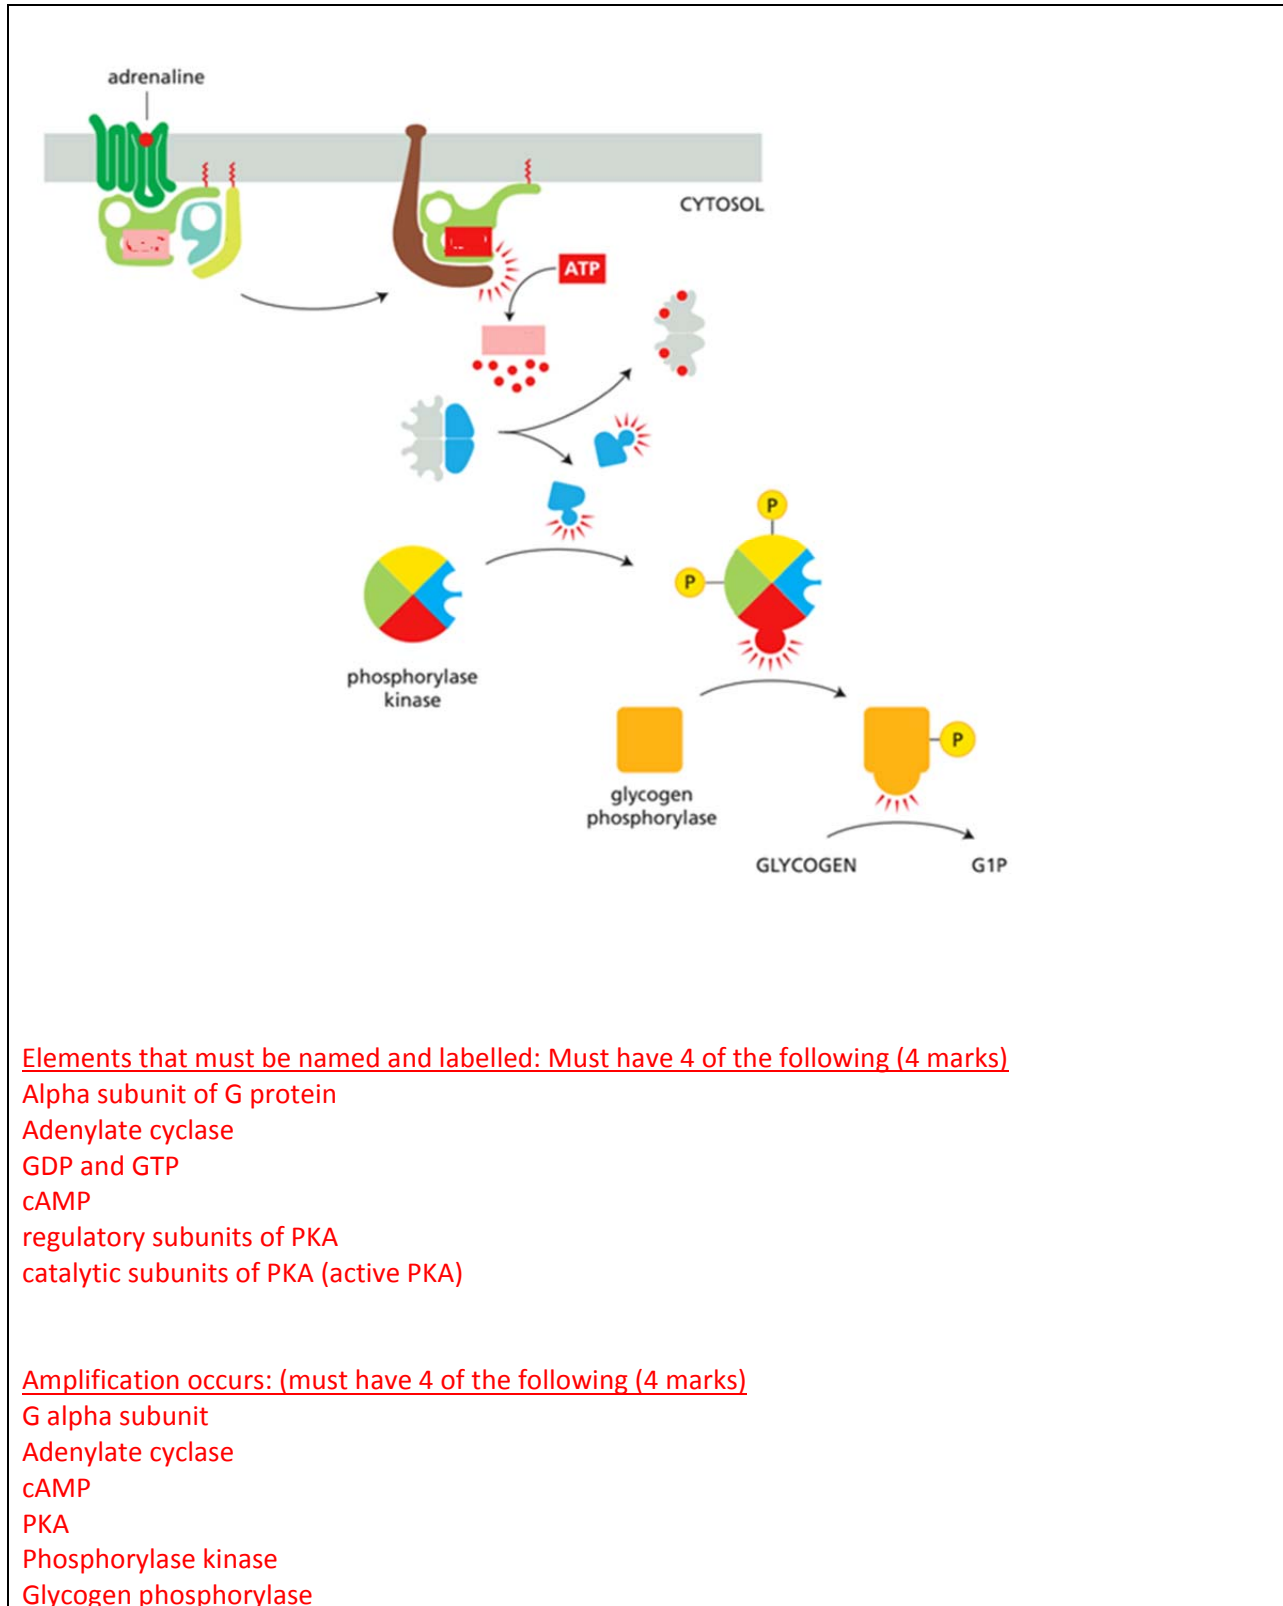 adrenaline
CYTOSOL
ATP
P
P
phosphorylase
kinase
P
glycogen
phosphorylase
GLYCOGEN
G1P
Elements that must be named and labelled: Must have 4 of the following (4 marks)
Alpha subunit of G protein
Adenylate cyclase
GDP and GTP
cAMP
regulatory subunits of PKA
catalytic subunits of PKA (active PKA)
Amplification occurs: (must have 4 of the following (4 marks)
G alpha subunit
Adenylate cyclase
cAMP
PKA
Phosphorylase kinase
Glycogen phosphorylase